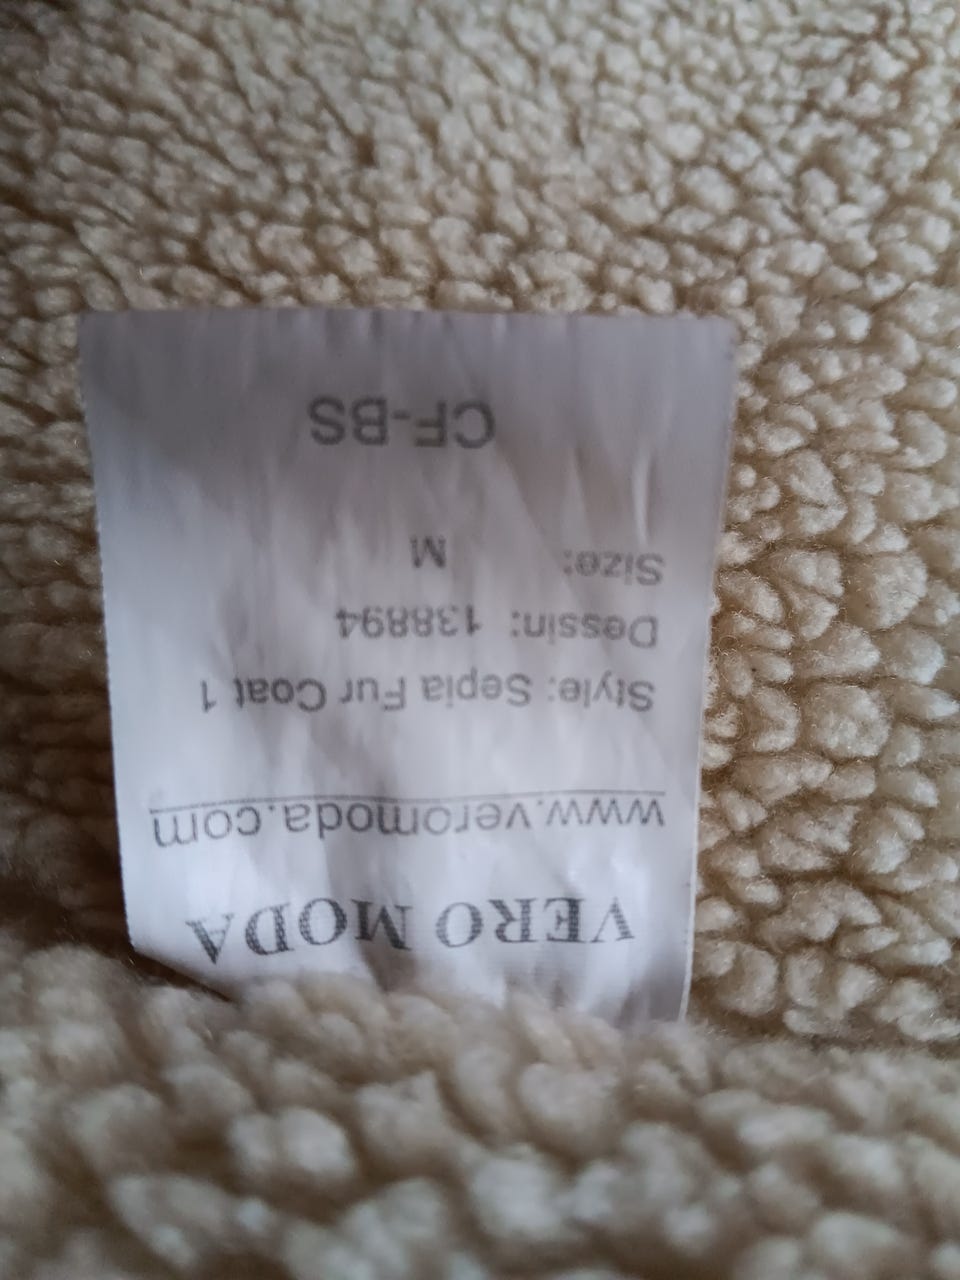 VERO MODA
www.veromoda.com
Style: Sepia Fur Coat 1
Dessin: 138894
Size: M
CF-BS